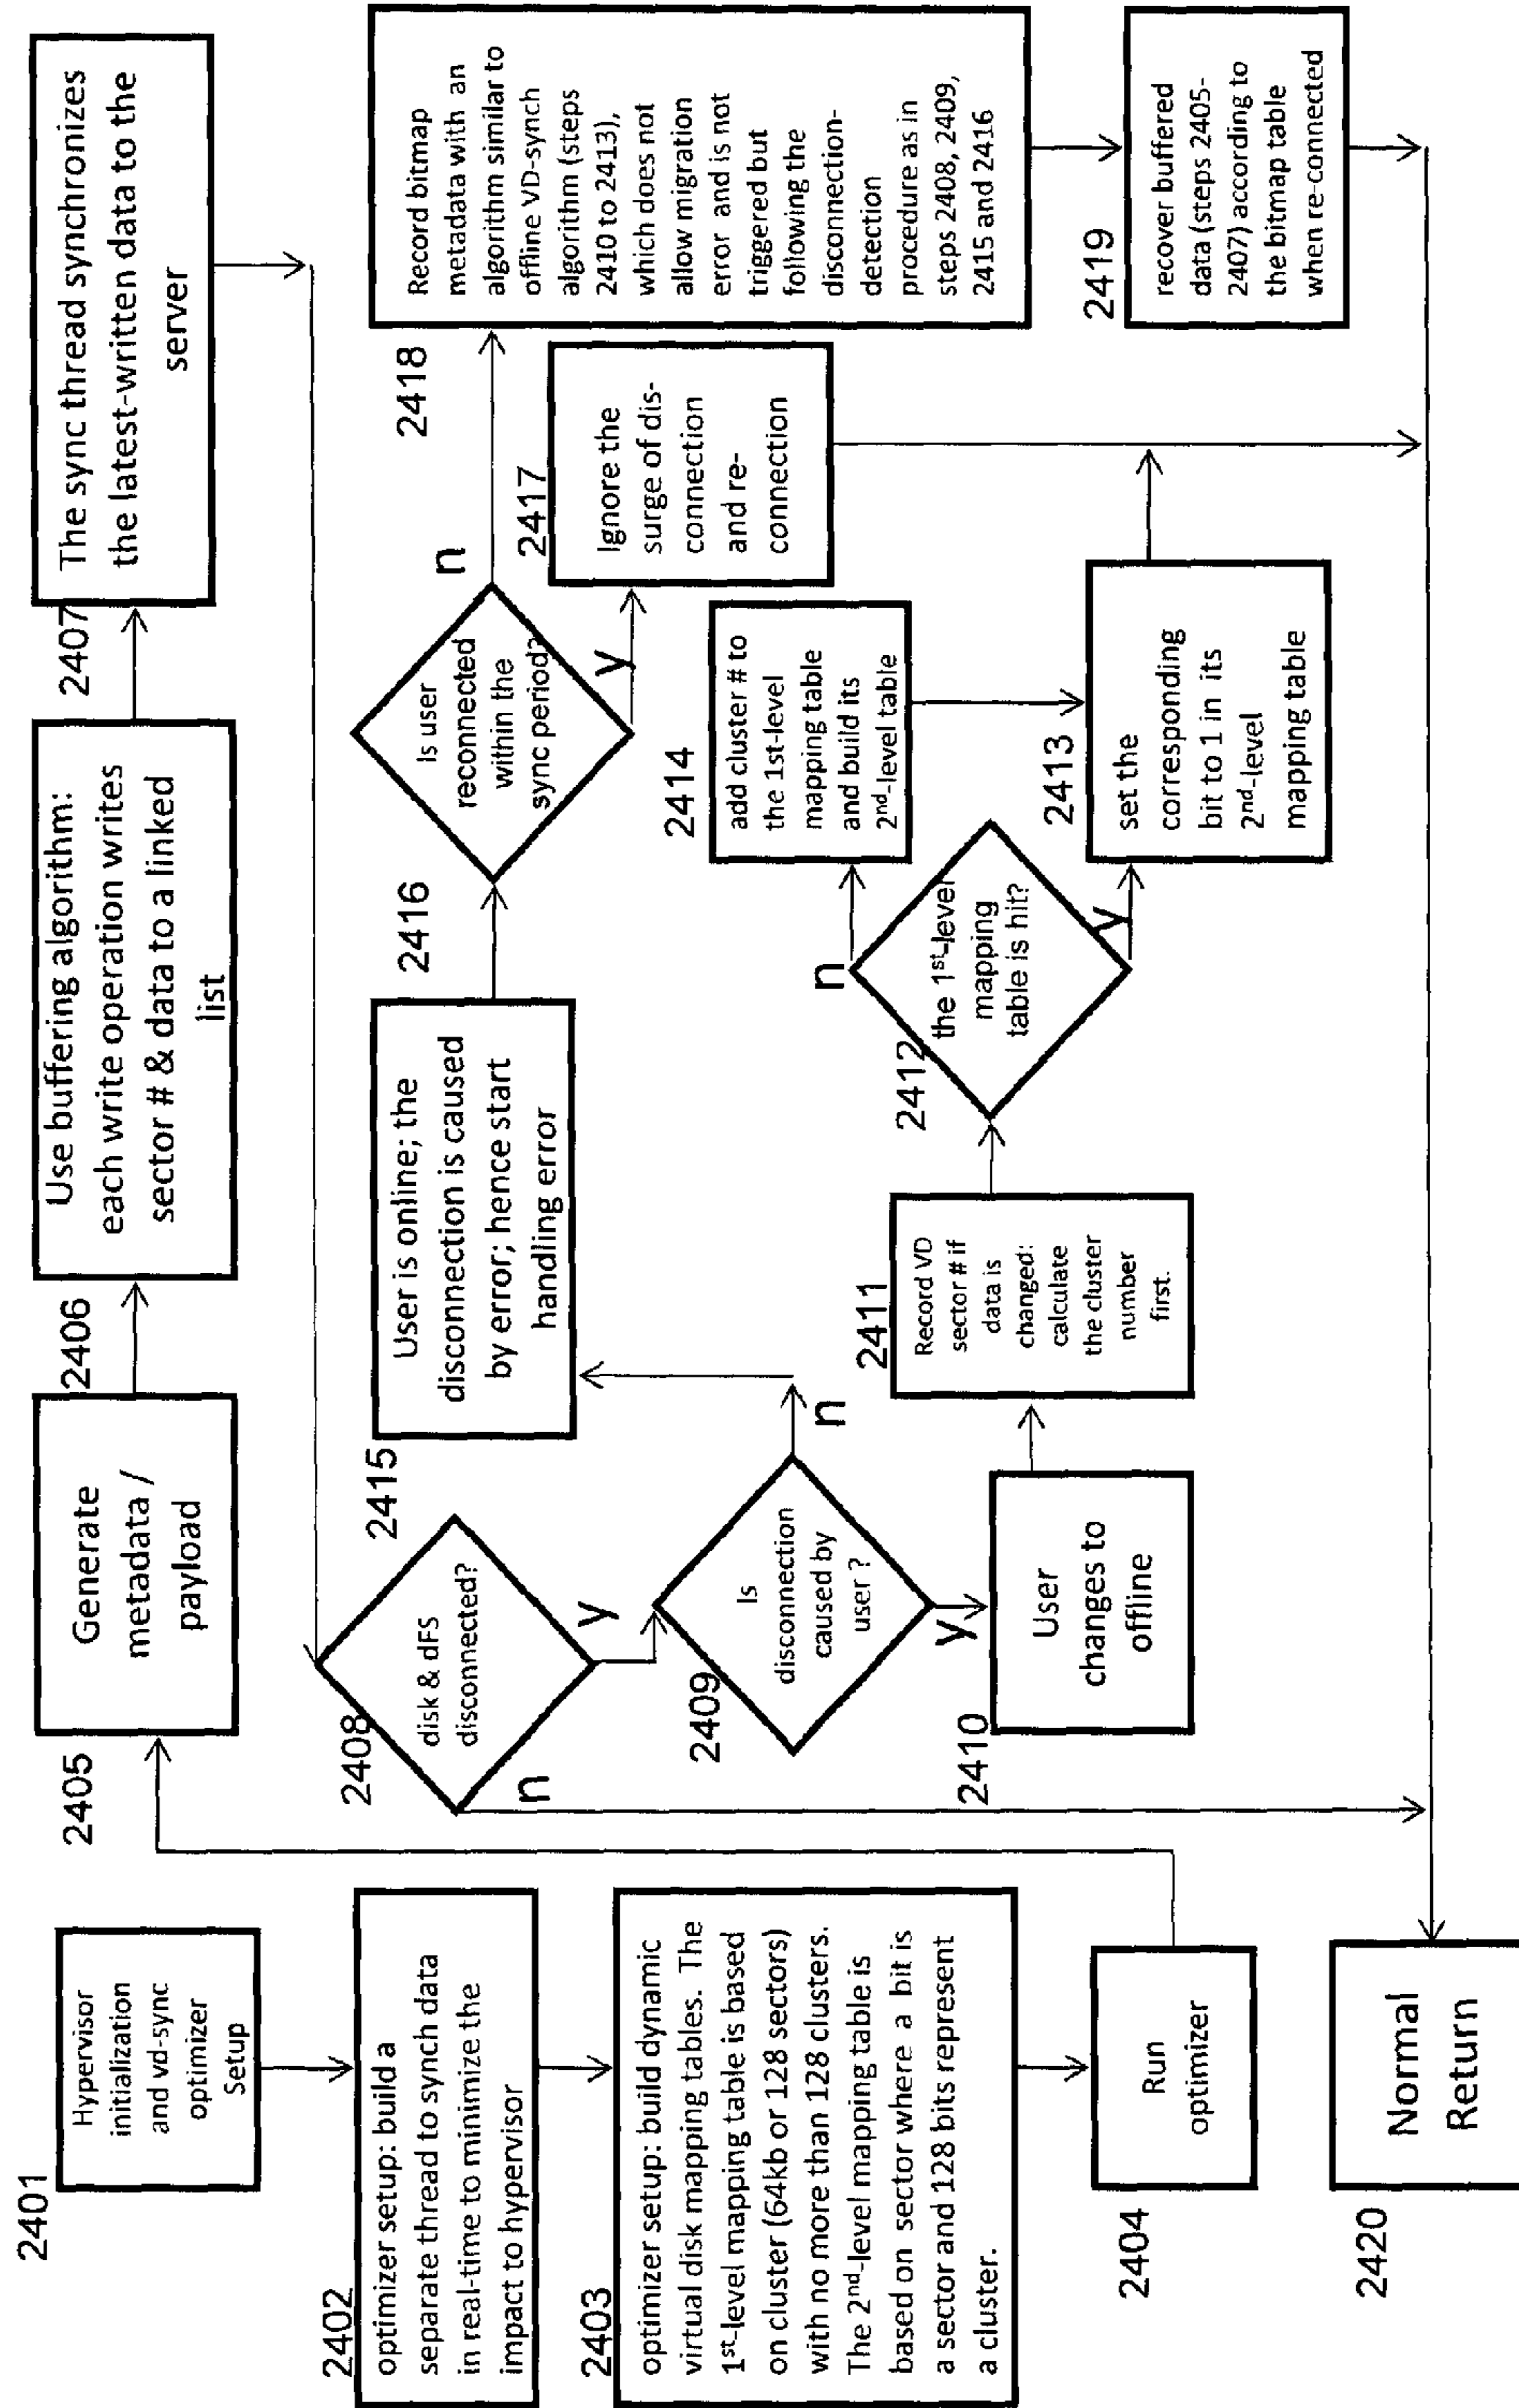 2401
Hypervisor
initialization
and vd-sync
optimizer
Setup
2402
optimizer setup: build a
separate thread to synch data
in real-time to minimize the
impact to hypervisor
2403
optimizer setup: build dynamic
virtual disk mapping tables. The
1st-level mapping table is based
on cluster (64kb or 128 sectors)
with no more than 128 clusters.
The 2nd-level mapping table is
based on sector where a bit is
a sector and 128 bits represent
a cluster.
2404
Run
optimizer
2405
Generate
metadata /
payload
2406
Use buffering algorithm:
each write operation writes
sector # & data to a linked
list
2407
The sync thread synchronizes
the latest-written data to the
server
2408
disk & dFS
disconnected?
n
y
2409
Is
disconnection
caused by
user ?
n
y
2410
User
changes to
offline
2411
Record VD
sector # if
data is
changed:
calculate
the cluster
number
first.
2412
the 1st-level
mapping
table is hit?
n
y
2414
add cluster # to
the 1st-level
mapping table
and build its
2nd-level table
2413
set the
corresponding
bit to 1 in its
2nd-level
mapping table
2415
User is online; the
disconnection is caused
by error; hence start
handling error
2416
Is user
reconnected
within the
sync period?
n
y
2417
Ignore the
surge of dis-
connection
and re-
connection
2418
Record bitmap
metadata with an
algorithm similar to
offline VD-synch
algorithm (steps
2410 to 2413),
which does not
allow migration
error and is not
triggered but
following the
disconnection-
detection
procedure as in
steps 2408, 2409,
2415 and 2416
2419
recover buffered
data (steps 2405-
2407) according to
the bitmap table
when re-connected
2420
Normal
Return